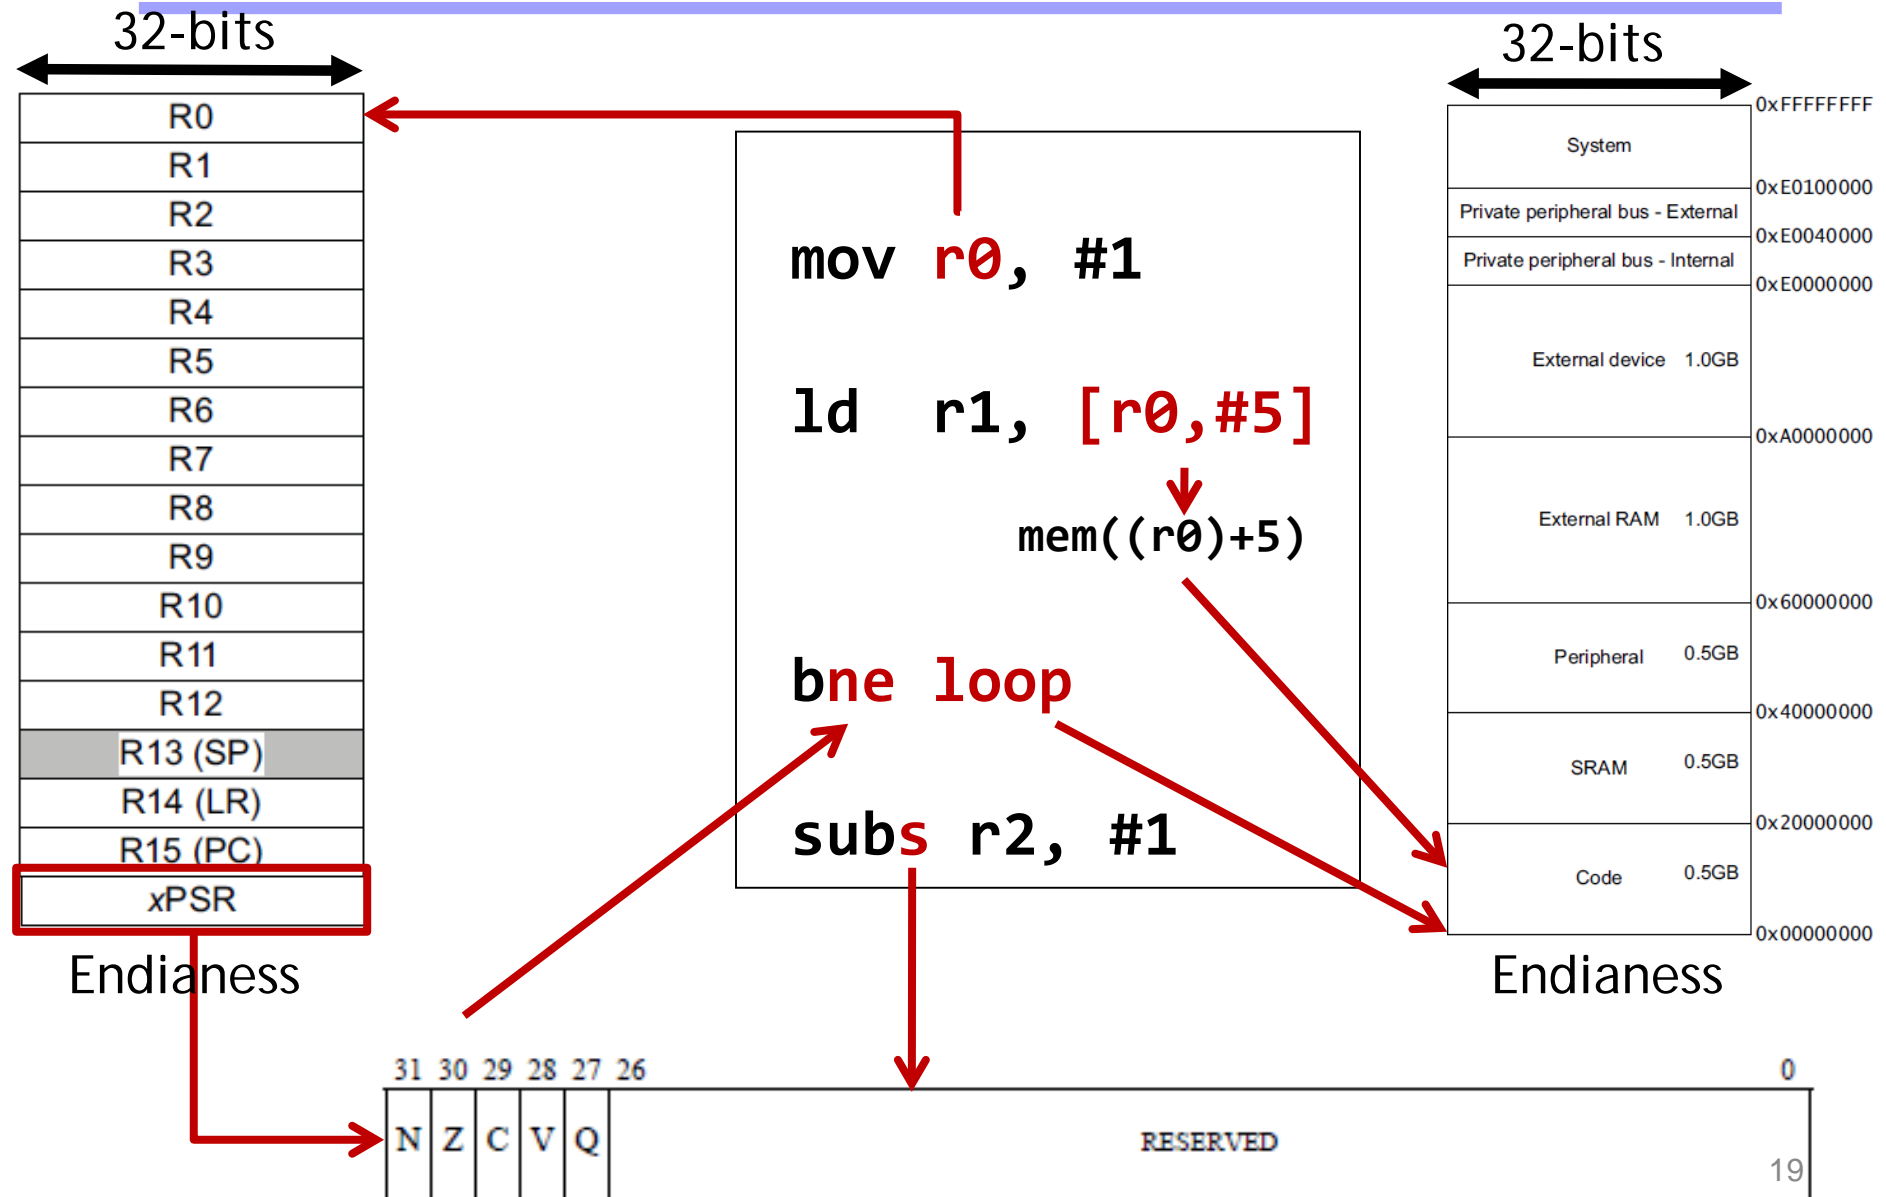 32-bits
R0
R1
R2
R3
R4
R5
R6
R7
R8
R9
R10
R11
R12
R13 (SP)
R14 (LR)
R15 (PC)
xPSR
Endianess
mov r0, #1
ld r1, [r0,#5]
mem((r0)+5)
bne loop
subs r2, #1
32-bits
0xFFFFFFFF
System
0xE0100000
Private peripheral bus - External
0xE0040000
Private peripheral bus - Internal
0xE0000000
External device 1.0GB
0xA0000000
External RAM 1.0GB
0x60000000
Peripheral 0.5GB
0x40000000
SRAM 0.5GB
0x20000000
Code 0.5GB
0x00000000
Endianess
31 30 29 28 27 26 0
N Z C V Q RESERVED
19